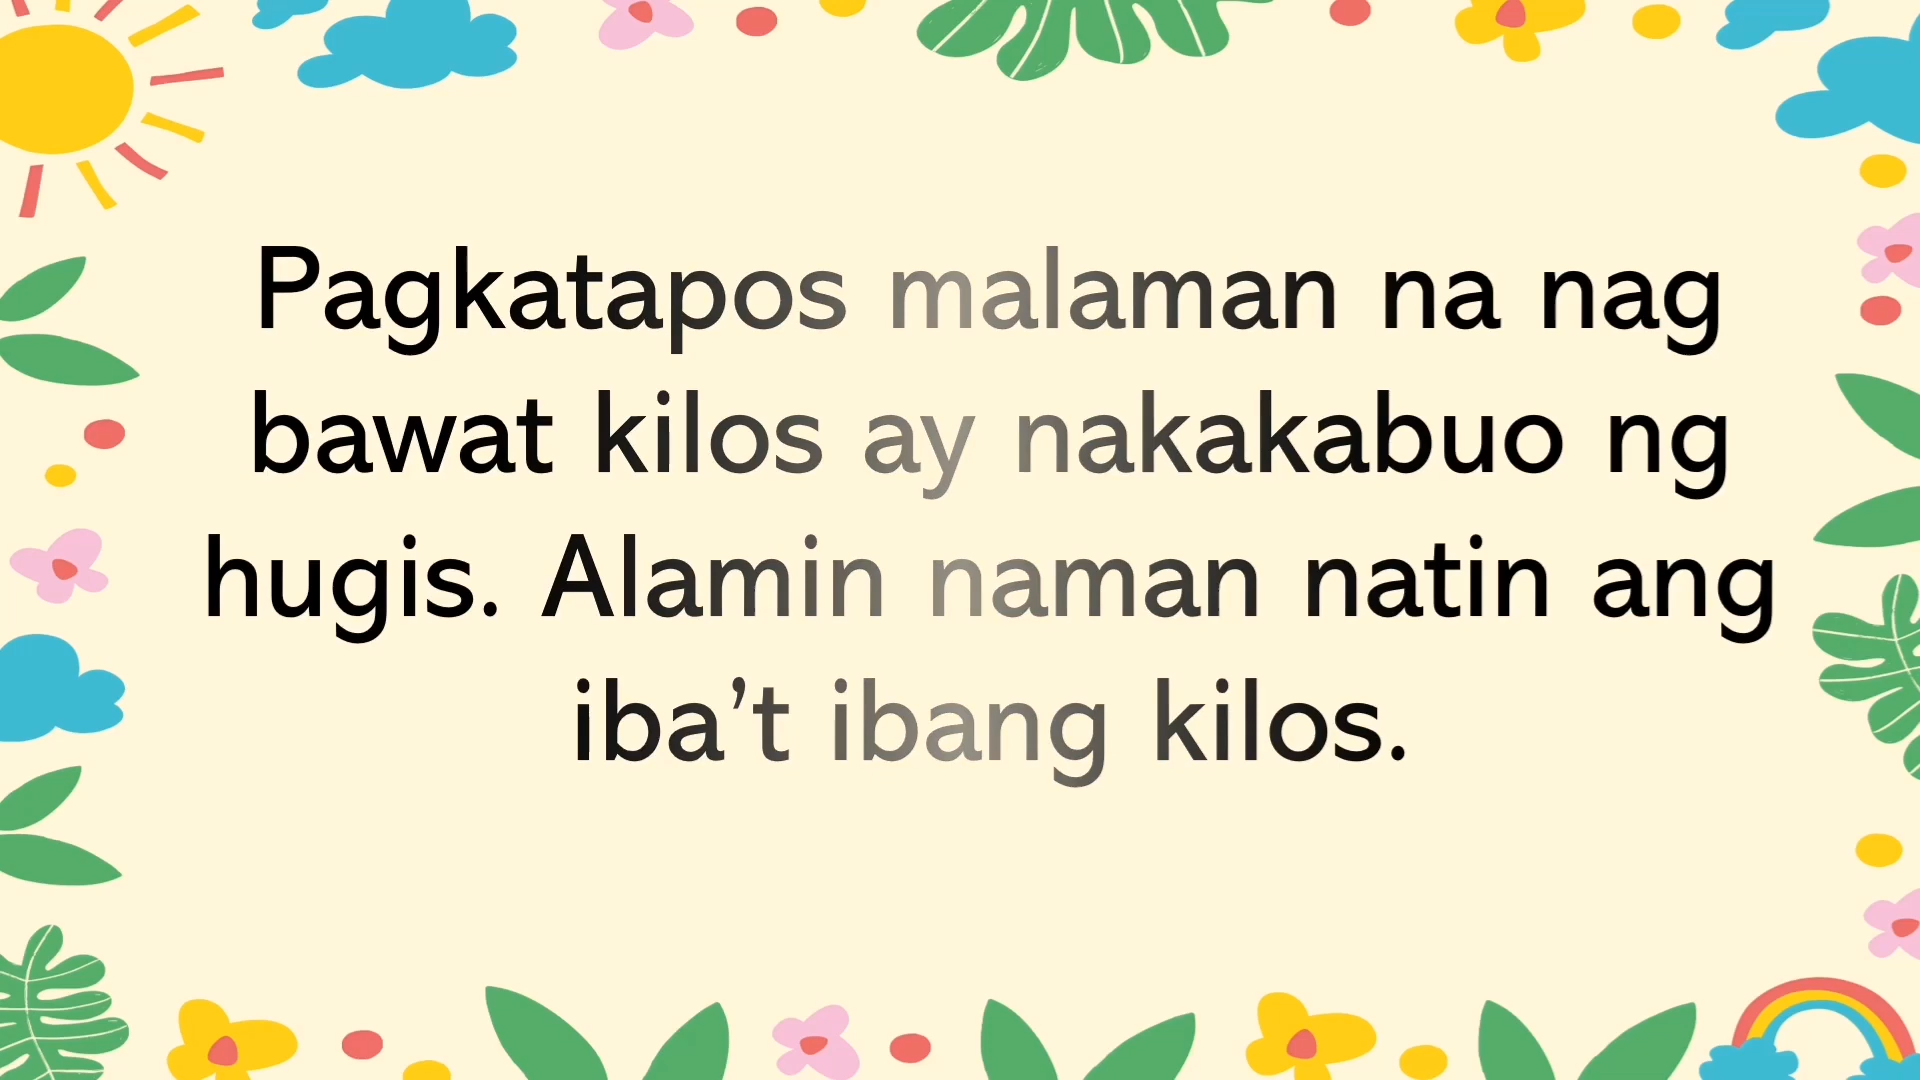 Pagkatapos malaman na nag
bawat kilos ay nakakabuo ng
hugis. Alamin naman natin ang
iba’t ibang kilos.